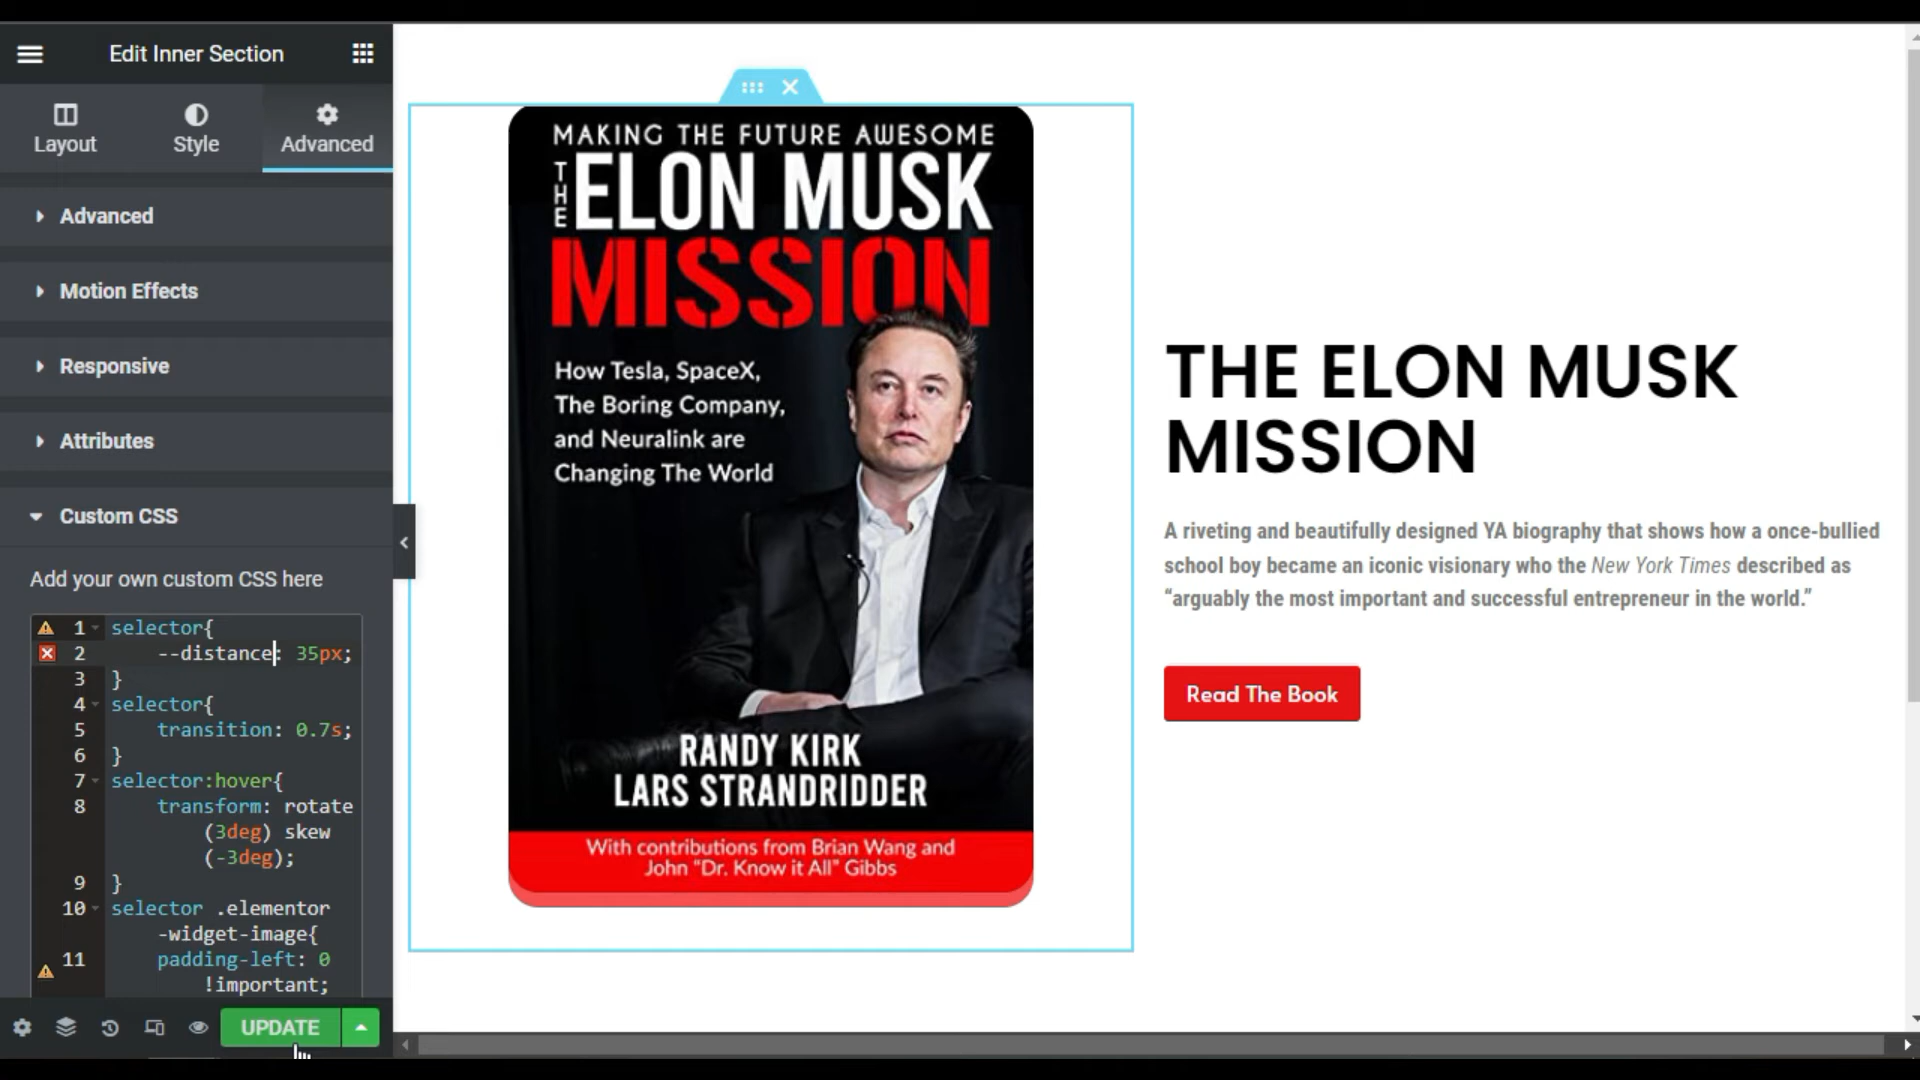 Edit Inner Section
Layout
Style
Advanced
Advanced
Motion Effects
Responsive
Attributes
Custom CSS
Add your own custom CSS here
1 selector{
2 --distance: 35px;
3 }
4 selector{
5 transition: 0.7s;
6 }
7 selector:hover{
8 transform: rotate
(3deg) skew
(-3deg);
9 }
10 selector .elementor
-widget-image{
11 padding-left: 0
!important;
UPDATE
MAKING THE FUTURE AWESOME
THE ELON MUSK
MISSION
How Tesla, SpaceX,
The Boring Company,
and Neuralink are
Changing The World
RANDY KIRK
LARS STRANDRIDDER
With contributions from Brian Wang and
John “Dr. Know it All” Gibbs
THE ELON MUSK
MISSION
A riveting and beautifully designed YA biography that shows how a once-bullied
school boy became an iconic visionary who the New York Times described as
“arguably the most important and successful entrepreneur in the world.”
Read The Book